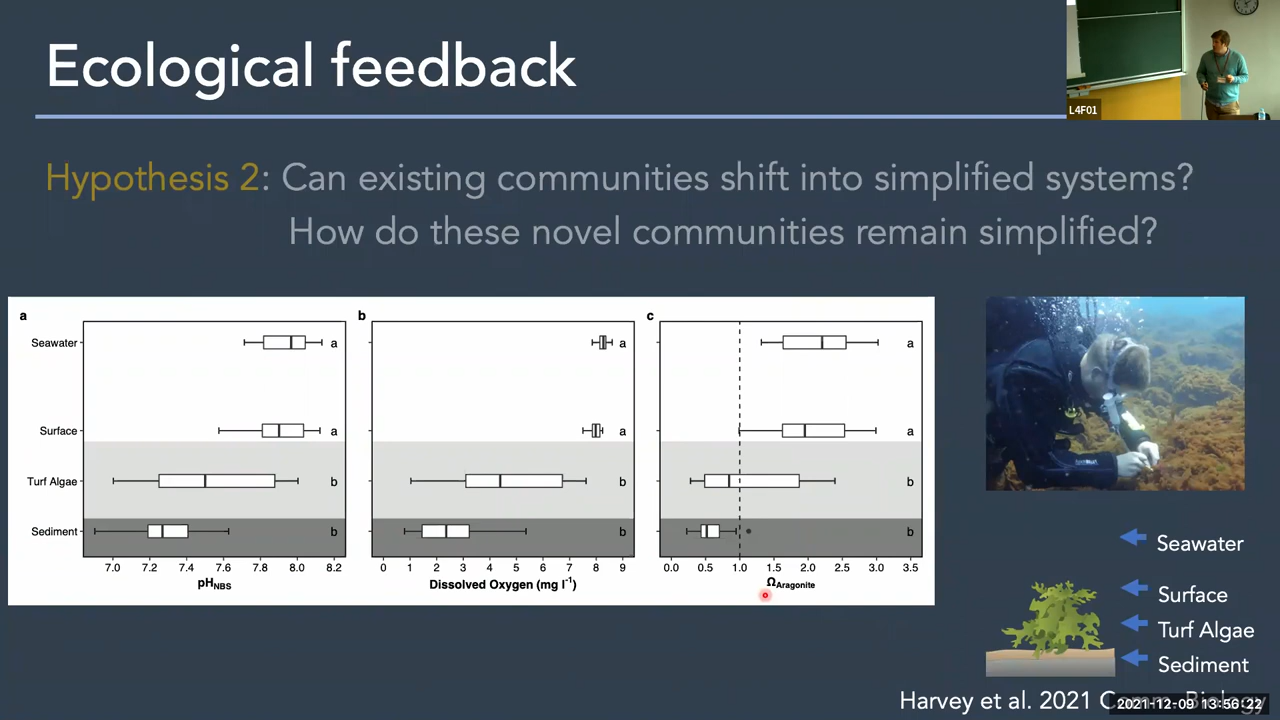 Ecological feedback
L4F01
Hypothesis 2: Can existing communities shift into simplified systems?
How do these novel communities remain simplified?
a
b
c
Seawater
Surface
Turf Algae
Sediment
a
a
b
b
a
a
b
b
a
a
b
b
7.0 7.2 7.4 7.6 7.8 8.0 8.2
0 1 2 3 4 5 6 7 8 9
0.0 0.5 1.0 1.5 2.0 2.5 3.0 3.5
pHNBS
Dissolved Oxygen (mg l⁻¹)
ΩAragonite
Seawater
Surface
Turf Algae
Sediment
Harvey et al. 2021
2021-12-09 13:56:22